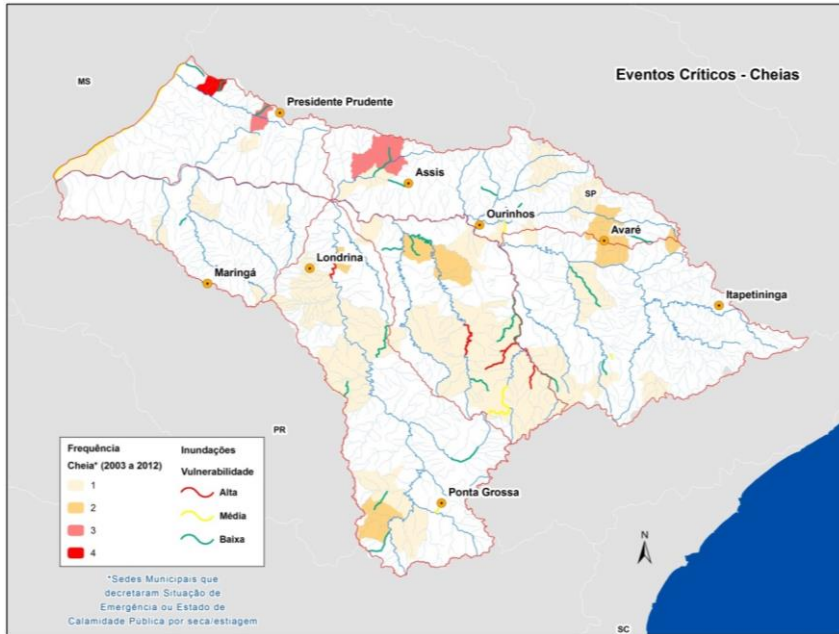 Eventos Críticos - Cheias
MS
Presidente Prudente
Assis
SP
Ourinhos
Avaré
Londrina
Maringá
Itapetininga
PR
Ponta Grossa
Frequência
Cheia* (2003 a 2012)
1
2
3
4
Inundações
Vulnerabilidade
Alta
Média
Baixa
*Sedes Municipais que
decretaram Situação de
Emergência ou Estado de
Calamidade Pública por seca/estiagem
N
SC